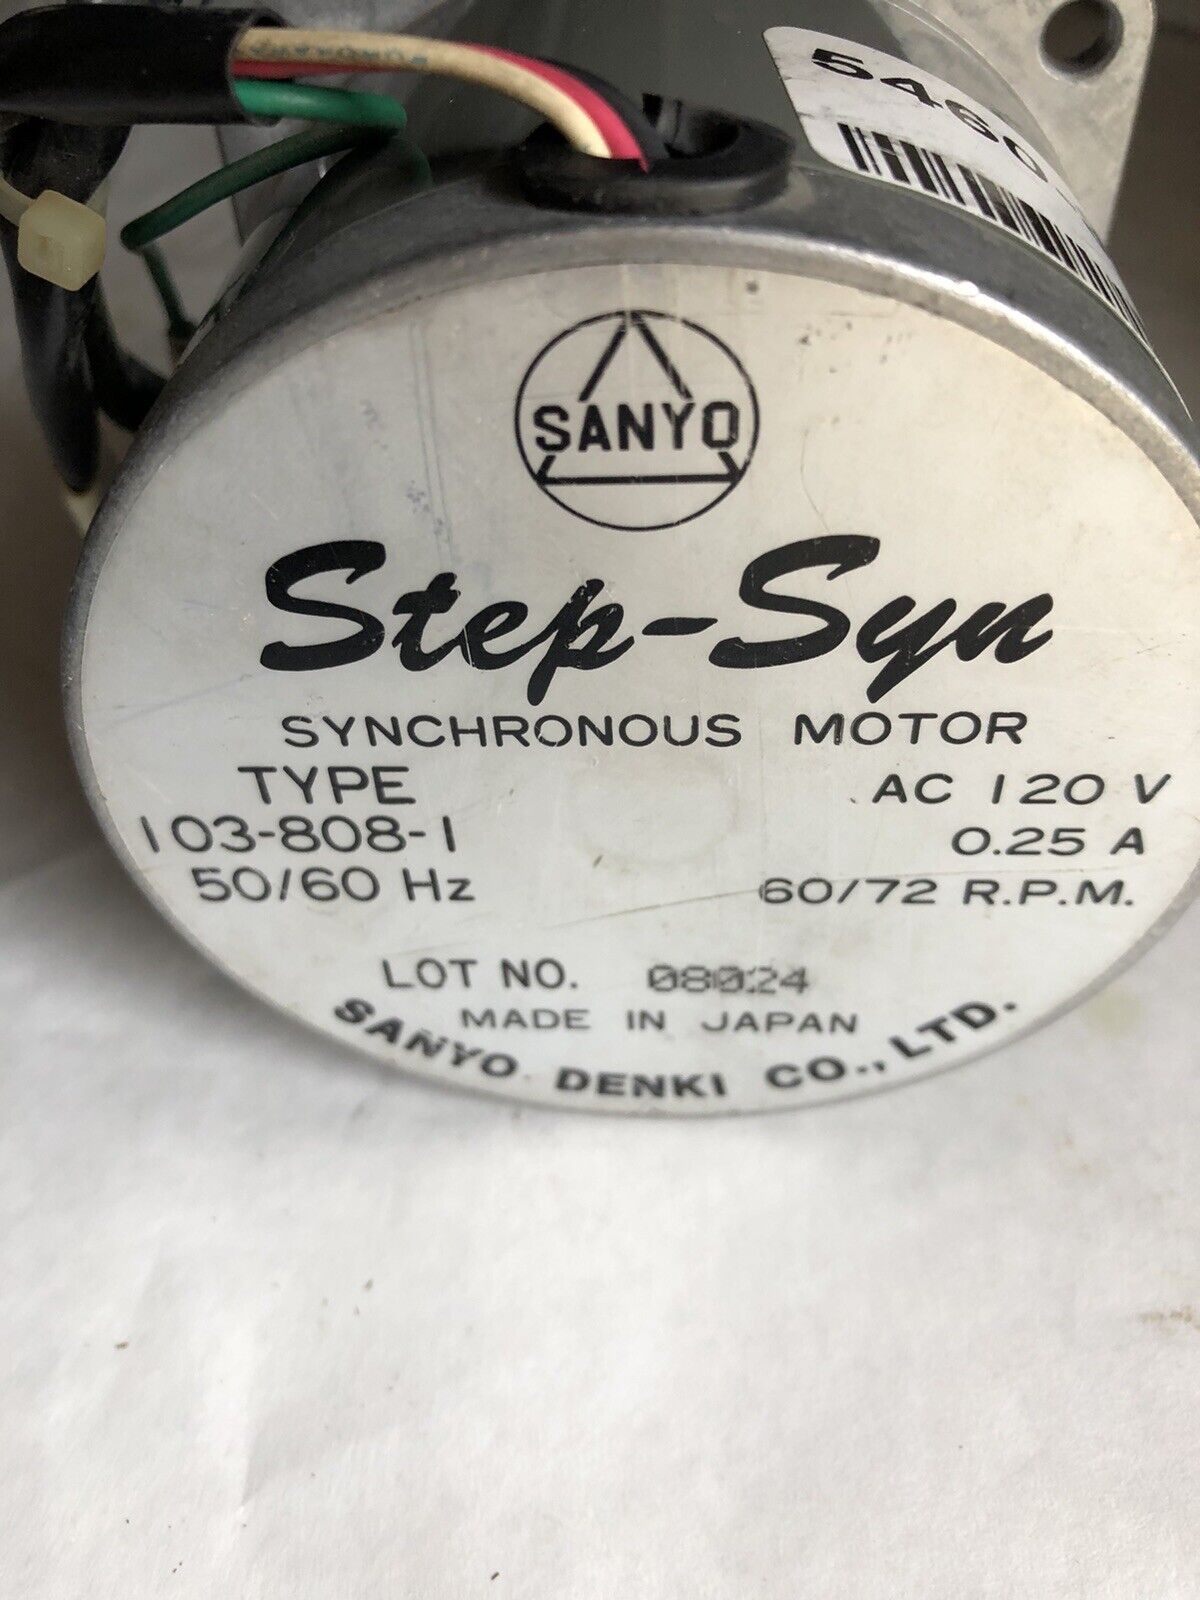 5460
SANYO
Step-Syn
SYNCHRONOUS MOTOR
TYPE
103-808-1
50/60 Hz
AC 120 V
0.25 A
60/72 R.P.M.
LOT NO. 08024
MADE IN JAPAN
SANYO DENKI CO., LTD.